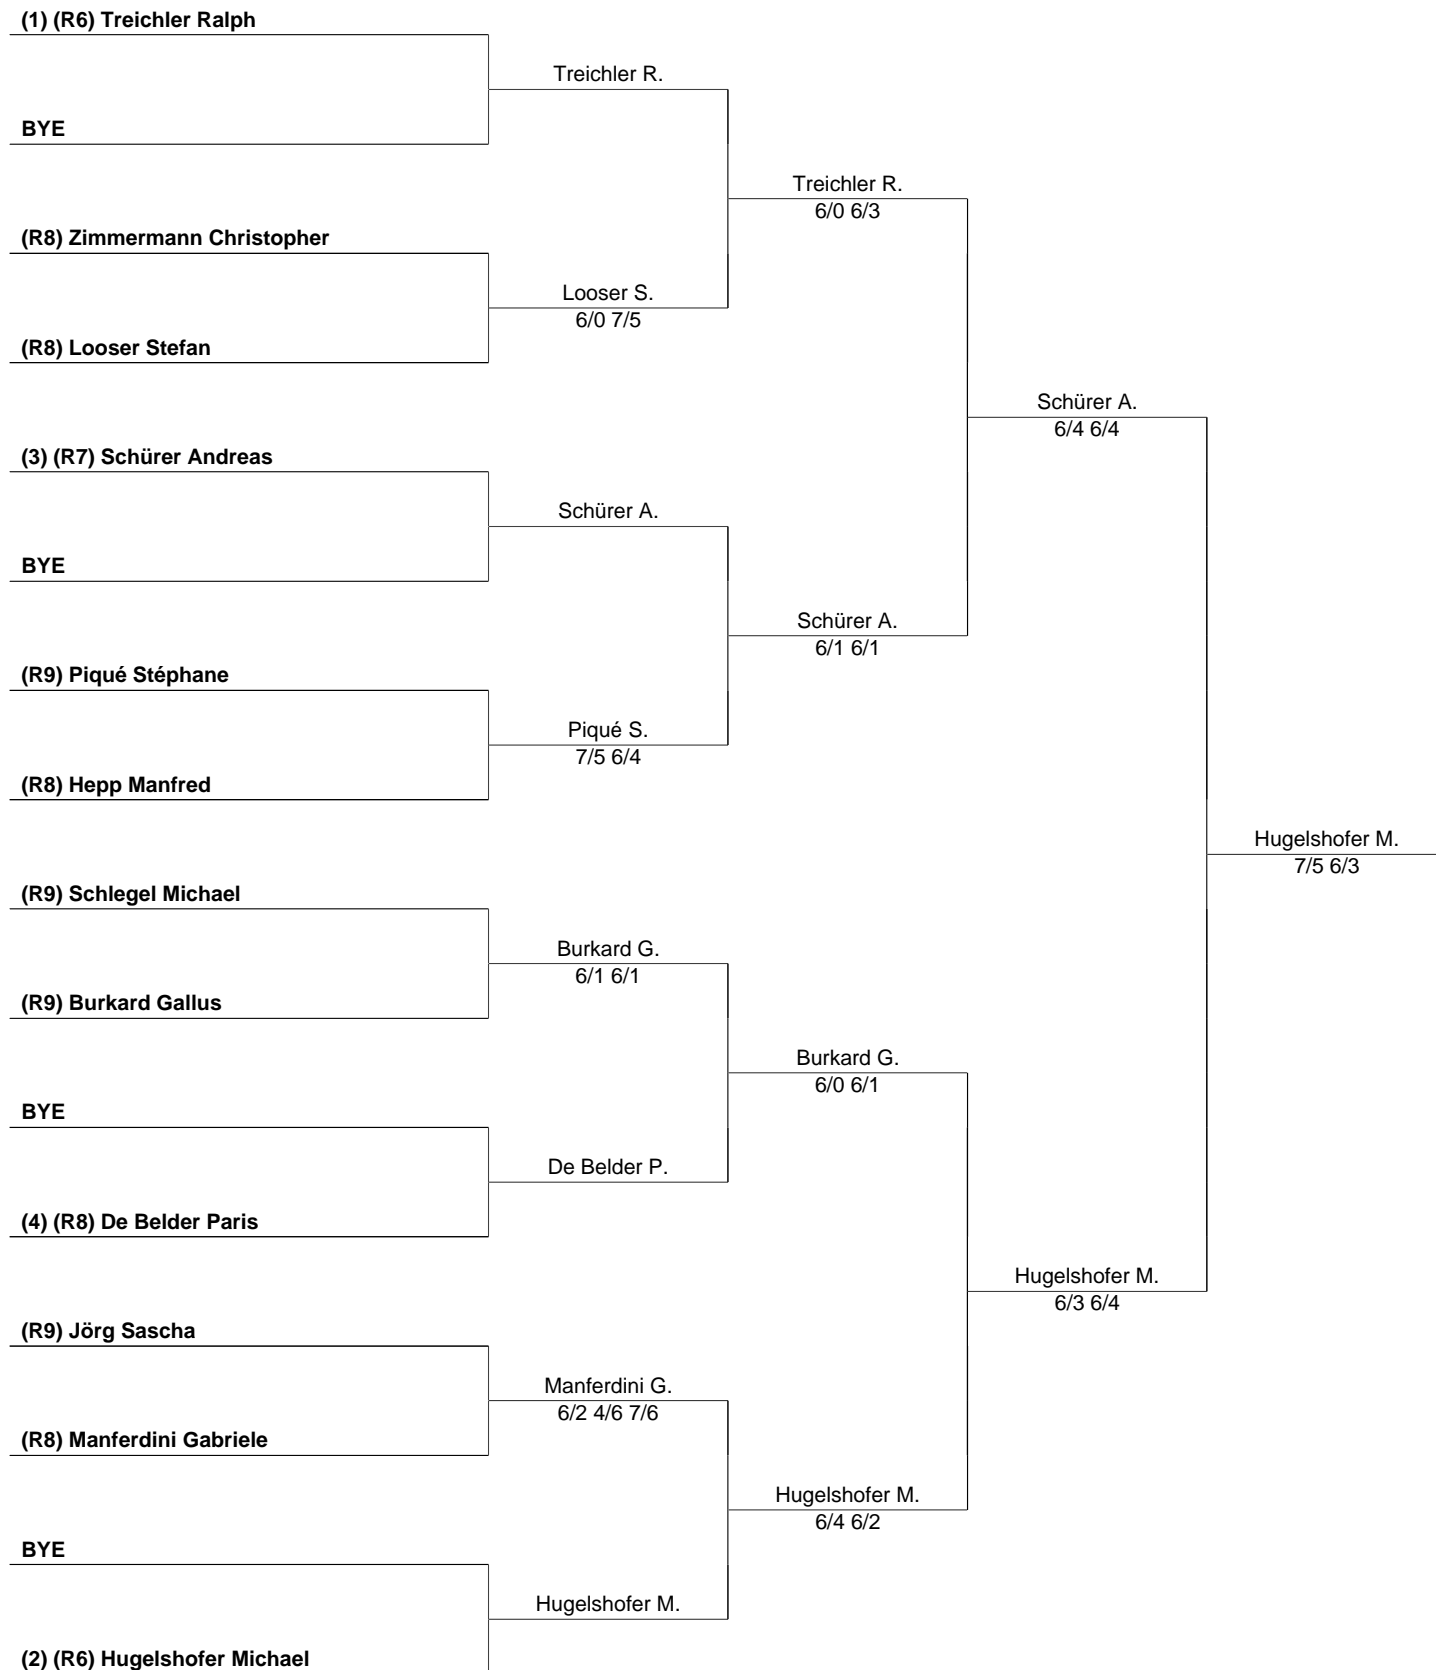 (1) (R6) Treichler Ralph
Treichler R.
BYE
Treichler R.
6/0 6/3
(R8) Zimmermann Christopher
Looser S.
6/0 7/5
(R8) Looser Stefan
Schürer A.
6/4 6/4
(3) (R7) Schürer Andreas
Schürer A.
BYE
Schürer A.
6/1 6/1
(R9) Piqué Stéphane
Piqué S.
7/5 6/4
(R8) Hepp Manfred
Hugelshofer M.
7/5 6/3
(R9) Schlegel Michael
Burkard G.
6/1 6/1
(R9) Burkard Gallus
Burkard G.
6/0 6/1
BYE
De Belder P.
(4) (R8) De Belder Paris
Hugelshofer M.
6/3 6/4
(R9) Jörg Sascha
Manferdini G.
6/2 4/6 7/6
(R8) Manferdini Gabriele
Hugelshofer M.
6/4 6/2
BYE
Hugelshofer M.
(2) (R6) Hugelshofer Michael